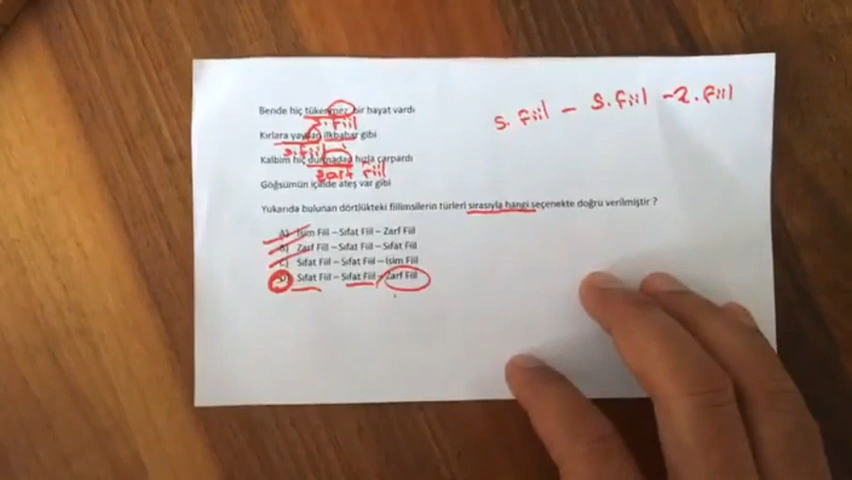 Bende hiç tükenmez bir hayat vardı
s. fiil - s. fiil - z. fiil
s. fiil
Kırlara yayılan ilkbahar gibi
s. fiil
Kalbim hiç durmadan hızla çarpardı
zarf fiil
Göğsümün içinde ateş var gibi
Yukarıda bulunan dörtlükteki fiilimsilerin türleri sırasıyla hangi seçenekte doğru verilmiştir ?
A) İsim Fiil – Sıfat Fiil – Zarf Fiil
B) Zarf Fiil – Sıfat Fiil – Sıfat Fiil
C) Sıfat Fiil – Sıfat Fiil – İsim Fiil
D) Sıfat Fiil – Sıfat Fiil – Zarf Fiil